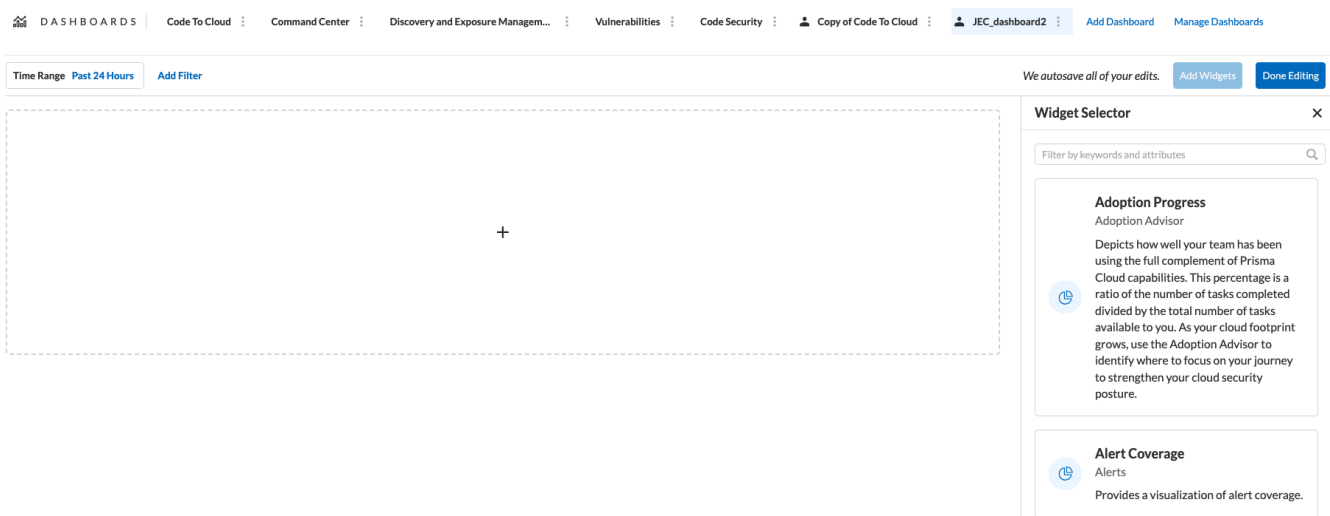 DASHBOARDS Code To Cloud Command Center Discovery and Exposure Managem... Vulnerabilities Code Security Copy of Code To Cloud JEC_dashboard2 Add Dashboard Manage Dashboards
Time Range Past 24 Hours Add Filter We autosave all of your edits. Add Widgets Done Editing
Widget Selector
Filter by keywords and attributes
Adoption Progress
Adoption Advisor
Depicts how well your team has been
using the full complement of Prisma
Cloud capabilities. This percentage is a
ratio of the number of tasks completed
divided by the total number of tasks
available to you. As your cloud footprint
grows, use the Adoption Advisor to
identify where to focus on your journey
to strengthen your cloud security
posture.
Alert Coverage
Alerts
Provides a visualization of alert coverage.